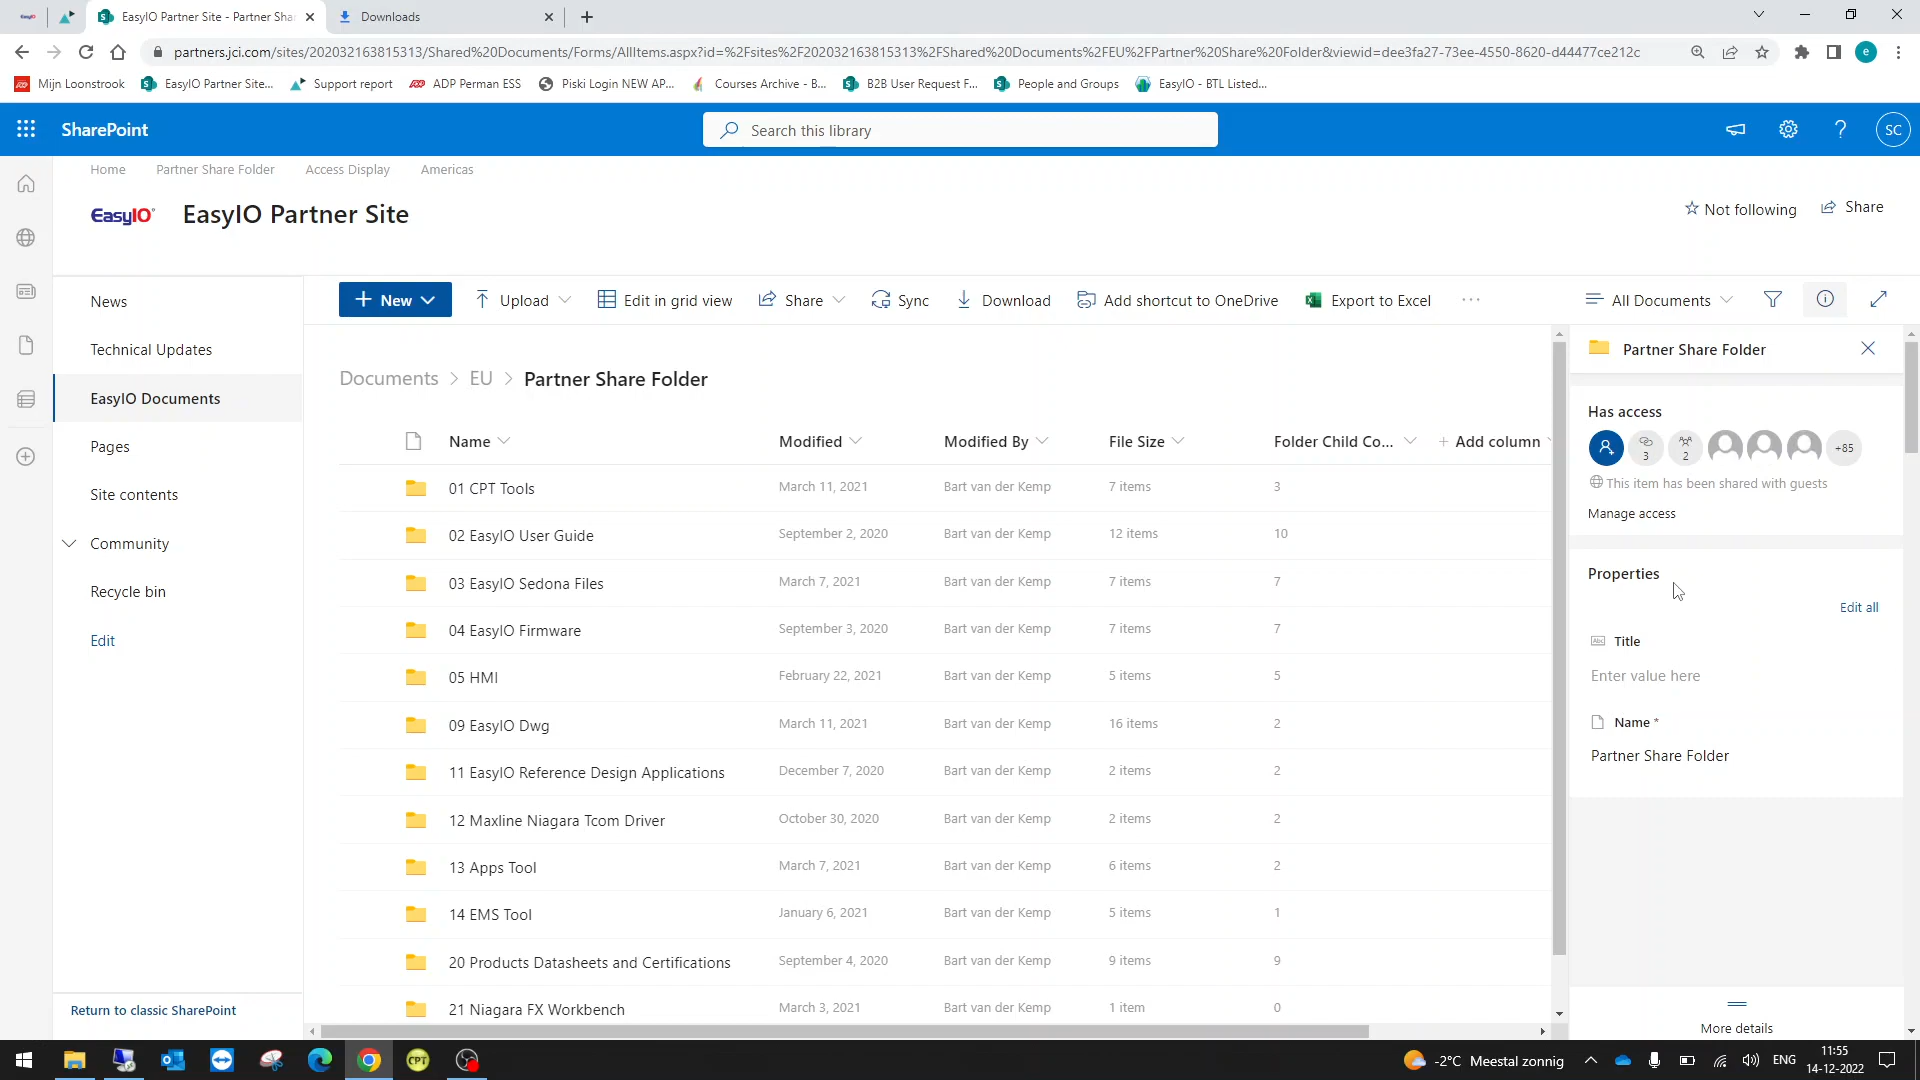 EasyIO
EasyIO Partner Site - Partner Sha
Downloads
partners.jci.com/sites/202032163815313/Shared%20Documents/Forms/AllItems.aspx?id=%2Fsites%2F202032163815313%2FShared%20Documents%2FEU%2FPartner%20Share%20Folder&viewid=dee3fa27-73ee-4550-8620-d44477ce212c
e
Mijn Loonstrook
EasyIO Partner Site...
Support report
ADP Perman ESS
Piski Login NEW AP...
Courses Archive - B...
B2B User Request F...
People and Groups
EasyIO - BTL Listed...
SharePoint
Search this library
SC
Home
Partner Share Folder
Access Display
Americas
EasyIO
EasyIO Partner Site
Not following
Share
News
Technical Updates
EasyIO Documents
Pages
Site contents
Community
Recycle bin
Edit
Return to classic SharePoint
New
Upload
Edit in grid view
Share
Sync
Download
Add shortcut to OneDrive
Export to Excel
All Documents
Documents > EU > Partner Share Folder
Name Modified Modified By File Size Folder Child Co... + Add column
01 CPT Tools March 11, 2021 Bart van der Kemp 7 items 3
02 EasyIO User Guide September 2, 2020 Bart van der Kemp 12 items 10
03 EasyIO Sedona Files March 7, 2021 Bart van der Kemp 7 items 7
04 EasyIO Firmware September 3, 2020 Bart van der Kemp 7 items 7
05 HMI February 22, 2021 Bart van der Kemp 5 items 5
09 EasyIO Dwg March 11, 2021 Bart van der Kemp 16 items 2
11 EasyIO Reference Design Applications December 7, 2020 Bart van der Kemp 2 items 2
12 Maxline Niagara Tcom Driver October 30, 2020 Bart van der Kemp 2 items 2
13 Apps Tool March 7, 2021 Bart van der Kemp 6 items 2
14 EMS Tool January 6, 2021 Bart van der Kemp 5 items 1
20 Products Datasheets and Certifications September 4, 2020 Bart van der Kemp 9 items 9
21 Niagara FX Workbench March 3, 2021 Bart van der Kemp 1 item 0
Partner Share Folder
Has access
3
2
+85
This item has been shared with guests
Manage access
Properties
Edit all
Abc Title
Enter value here
Name *
Partner Share Folder
More details
CPT
-2°C Meestal zonnig
ENG
11:55
14-12-2022